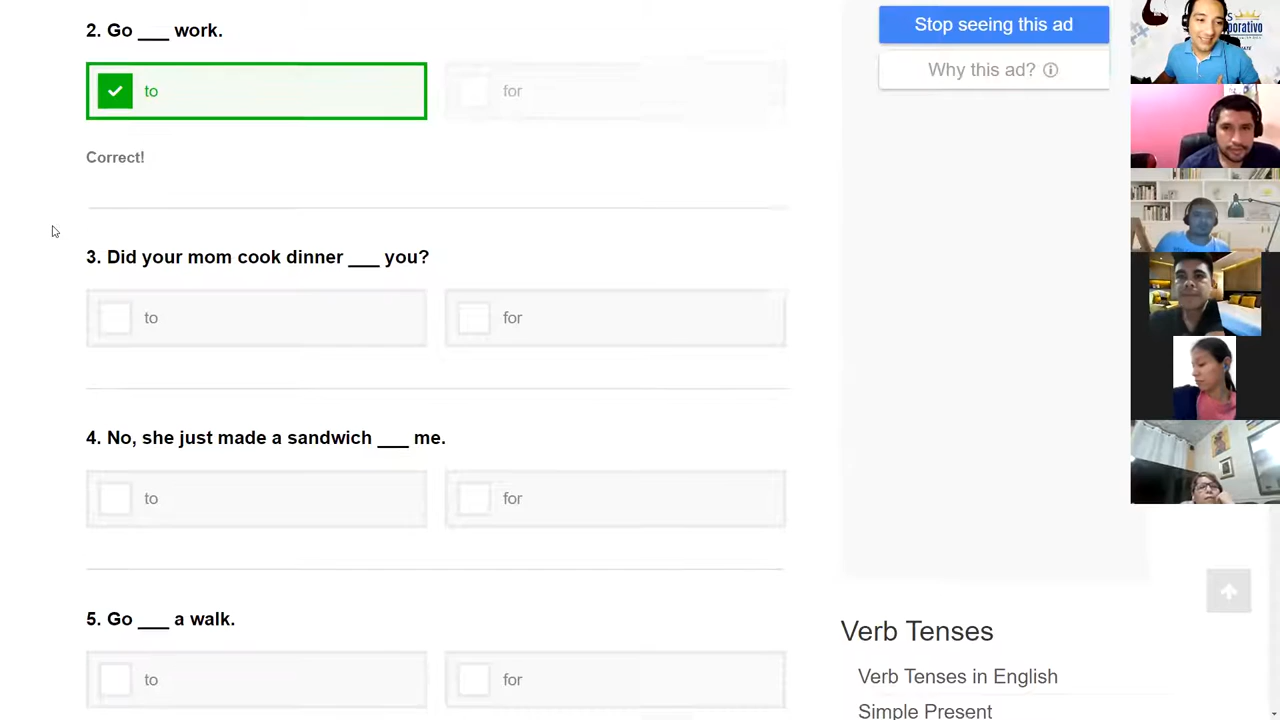 2. Go ___ work.
to
for
Correct!
3. Did your mom cook dinner ___ you?
to
for
4. No, she just made a sandwich ___ me.
to
for
5. Go ___ a walk.
to
for
Stop seeing this ad
Why this ad?
Verb Tenses
Verb Tenses in English
Simple Present